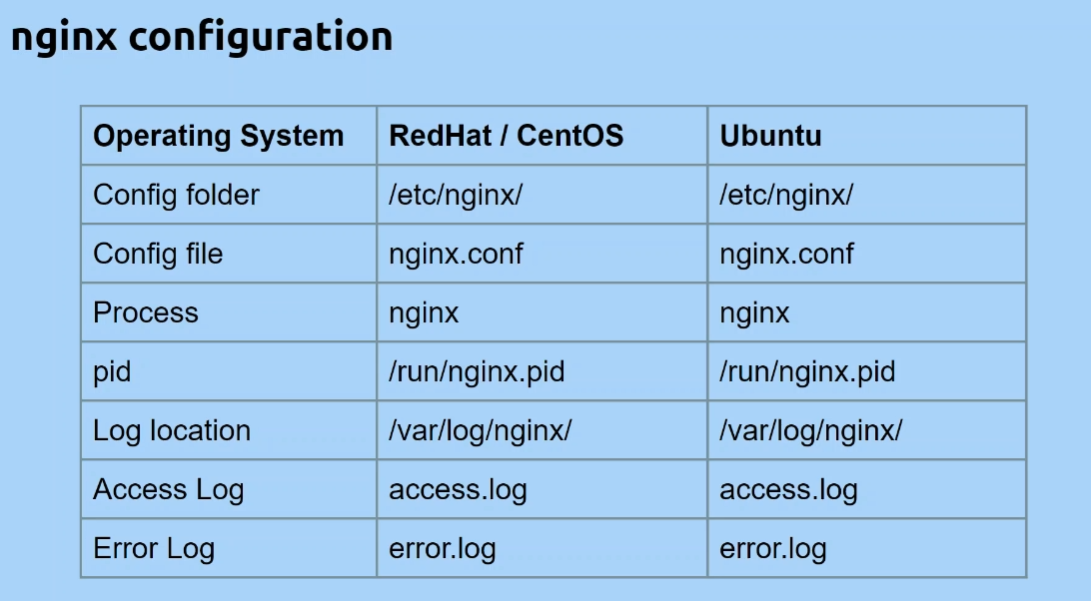 nginx configuration
Operating System RedHat / CentOS Ubuntu
Config folder /etc/nginx/ /etc/nginx/
Config file nginx.conf nginx.conf
Process nginx nginx
pid /run/nginx.pid /run/nginx.pid
Log location /var/log/nginx/ /var/log/nginx/
Access Log access.log access.log
Error Log error.log error.log